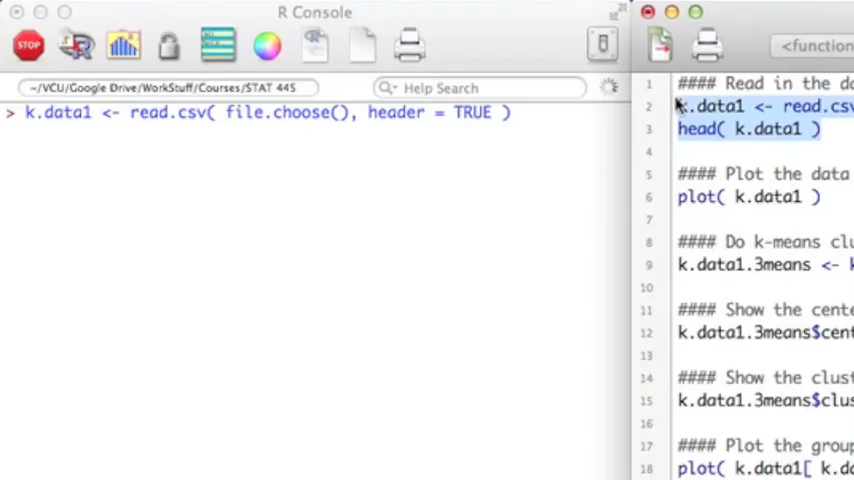 R Console
STOP
~/VCU/Google Drive/WorkStuff/Courses/STAT 445
Help Search
> k.data1 <- read.csv( file.choose(), header = TRUE )
<function
1 #### Read in the da
2 k.data1 <- read.csv
3 head( k.data1 )
4
5 #### Plot the data
6 plot( k.data1 )
7
8 #### Do k-means clu
9 k.data1.3means <- k
10
11 #### Show the cente
12 k.data1.3means$cent
13
14 #### Show the clust
15 k.data1.3means$clus
16
17 #### Plot the group
18 plot( k.data1[ k.da